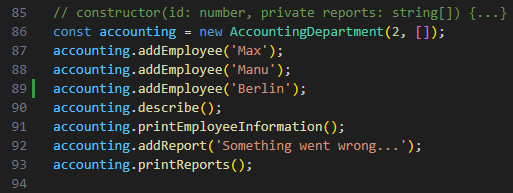 85 // constructor(id: number, private reports: string[]) {...}
86 const accounting = new AccountingDepartment(2, []);
87 accounting.addEmployee('Max');
88 accounting.addEmployee('Manu');
89 accounting.addEmployee('Berlin');
90 accounting.describe();
91 accounting.printEmployeeInformation();
92 accounting.addReport('Something went wrong...');
93 accounting.printReports();
94